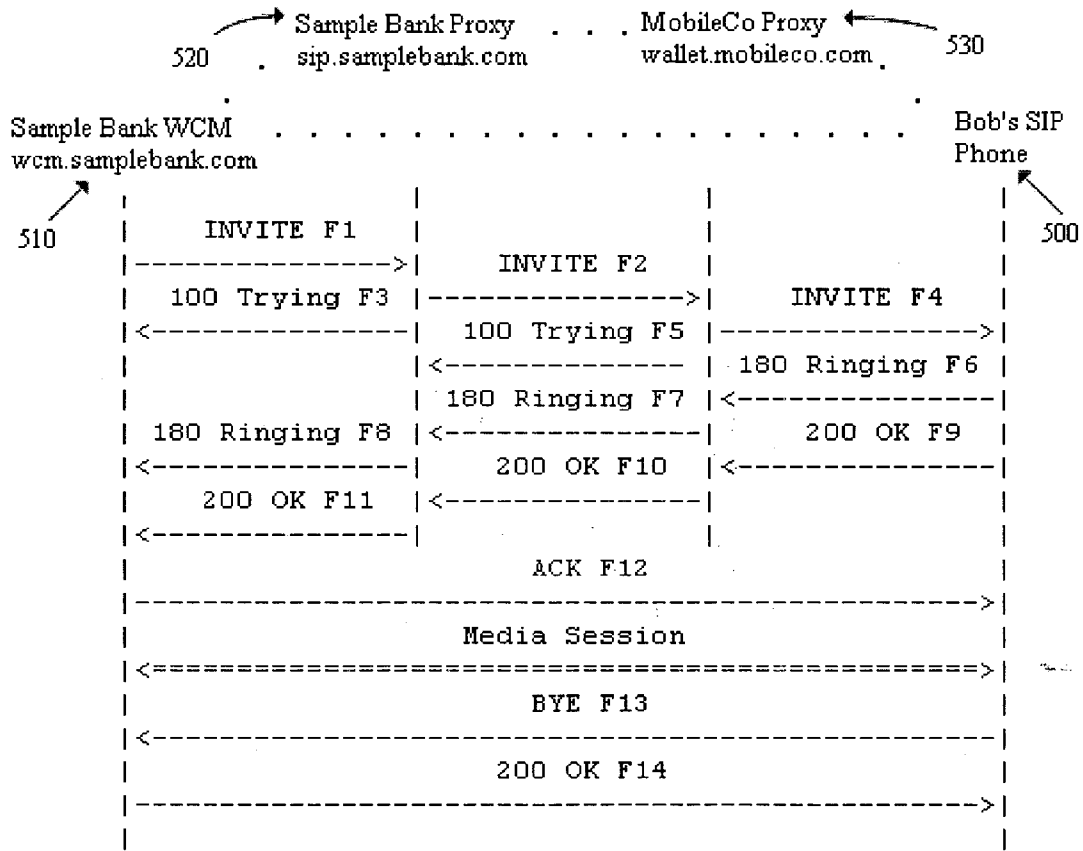 Sample Bank Proxy . . . MobileCo Proxy
520 sip.samplebank.com wallet.mobileco.com 530
Sample Bank WCM Bob's SIP
wcm.samplebank.com Phone
510 500
INVITE F1
INVITE F2
100 Trying F3 INVITE F4
100 Trying F5
180 Ringing F6
180 Ringing F7
180 Ringing F8 200 OK F9
200 OK F10
200 OK F11
ACK F12
Media Session
BYE F13
200 OK F14